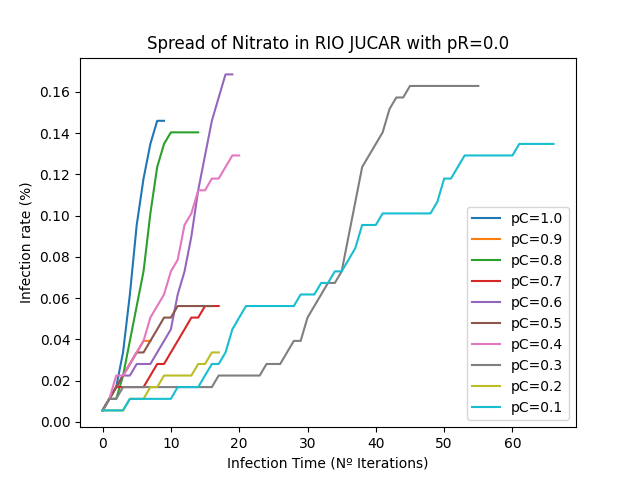 Spread of Nitrato in RIO JUCAR with pR=0.0
Infection rate (%)
0.16
0.14
0.12
0.10
0.08
0.06
0.04
0.02
0.00
pC=1.0
pC=0.9
pC=0.8
pC=0.7
pC=0.6
pC=0.5
pC=0.4
pC=0.3
pC=0.2
pC=0.1
0 10 20 30 40 50 60
Infection Time (Nº Iterations)